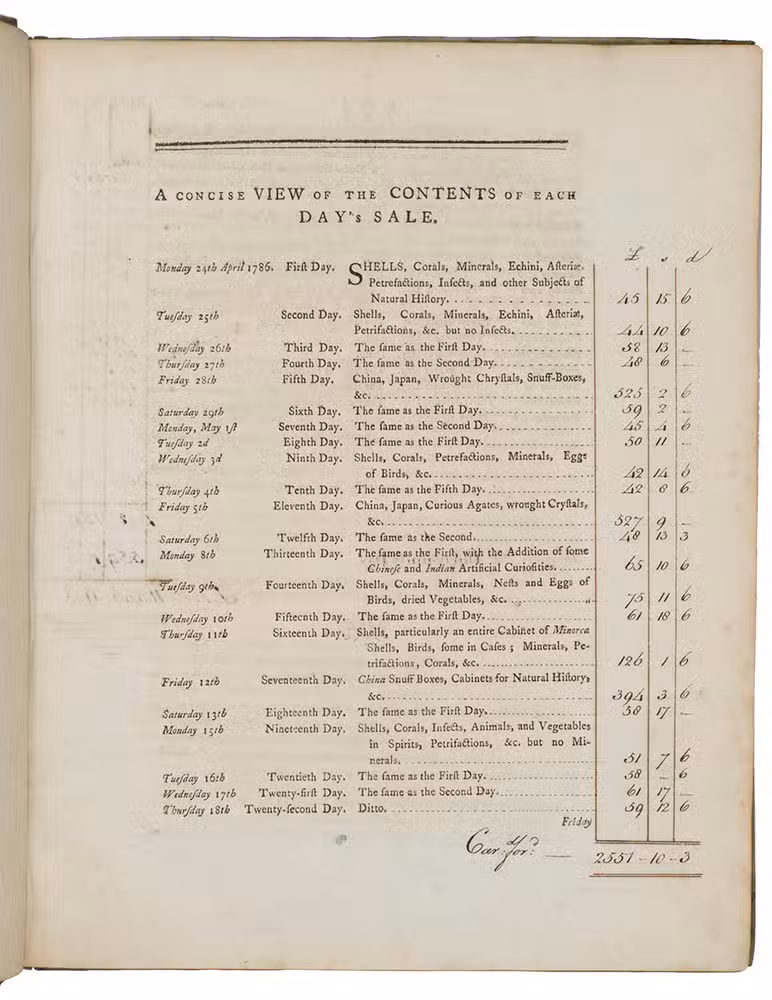 A CONCISE VIEW OF THE CONTENTS OF EACH
DAY's SALE.
£ s d
Monday 24th April 1786. Firſt Day. SHELLS, Corals, Minerals, Echini, Aſteriæ,
Petrefactions, Inſects, and other Subjects of
Natural Hiſtory. 45 15 6
Tueſday 25th Second Day. Shells, Corals, Minerals, Echini, Aſteriæ,
Petrifactions, &c. but no Inſects. 44 10 6
Wedneſday 26th Third Day. The ſame as the Firſt Day. 58 13 –
Thurſday 27th Fourth Day. The ſame as the Second Day. 48 6 –
Friday 28th Fifth Day. China, Japan, Wrought Chryſtals, Snuff-Boxes,
&c. 525 2 6
Saturday 29th Sixth Day. The ſame as the Firſt Day. 59 2 –
Monday, May 1ſt Seventh Day. The ſame as the Second Day. 45 4 6
Tueſday 2d Eighth Day. The ſame as the Firſt Day. 50 11 –
Wedneſday 3d Ninth Day. Shells, Corals, Petrefactions, Minerals, Eggs
of Birds, &c. 42 14 6
Thurſday 4th Tenth Day. The ſame as the Fifth Day. 42 8 6
Friday 5th Eleventh Day. China, Japan, Curious Agates, wrought Cryſtals,
&c. 527 9 –
Saturday 6th Twelfth Day. The ſame as the Second. 48 13 3
Monday 8th Thirteenth Day. The ſame as the Firſt, with the Addition of ſome
Chineſe and Indian Artificial Curioſities. 65 10 6
Tueſday 9th Fourteenth Day. Shells, Corals, Minerals, Neſts and Eggs of
Birds, dried Vegetables, &c. 75 11 6
Wedneſday 10th Fifteenth Day. The ſame as the Firſt Day. 61 18 6
Thurſday 11th Sixteenth Day. Shells, particularly an entire Cabinet of Minorca
Shells, Birds, ſome in Caſes; Minerals, Pe-
trifactions, Corals, &c. 126 1 6
Friday 12th Seventeenth Day. China Snuff Boxes, Cabinets for Natural Hiſtory,
&c. 394 3 6
Saturday 13th Eighteenth Day. The ſame as the Firſt Day. 58 17 –
Monday 15th Nineteenth Day. Shells, Corals, Inſects, Animals, and Vegetables
in Spirits, Petrifactions, &c. but no Mi-
nerals. 51 7 6
Tueſday 16th Twentieth Day. The ſame as the Firſt Day. 58 – 6
Wedneſday 17th Twenty-firſt Day. The ſame as the Second Day. 61 17 –
Thurſday 18th Twenty-ſecond Day. Ditto. 59 12 6
Friday
Car.d for.d — 2551 – 10 – 3